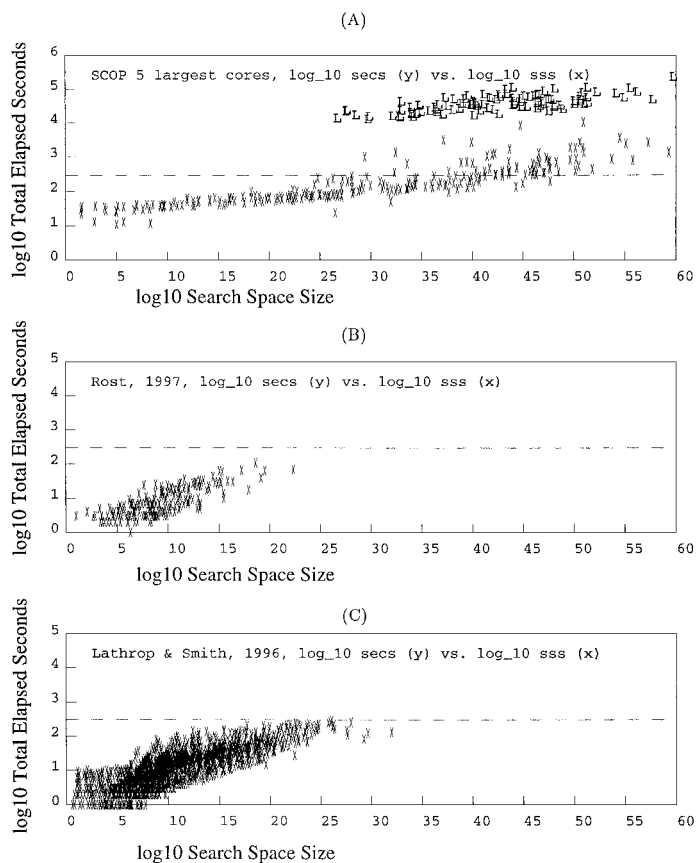 (A)
log10 Total Elapsed Seconds
6
5
4
3
2
1
0
SCOP 5 largest cores, log_10 secs (y) vs. log_10 sss (x)
0 5 10 15 20 25 30 35 40 45 50 55 60
log10 Search Space Size
(B)
log10 Total Elapsed Seconds
5
4
3
2
1
0
Rost, 1997, log_10 secs (y) vs. log_10 sss (x)
0 5 10 15 20 25 30 35 40 45 50 55 60
log10 Search Space Size
(C)
log10 Total Elapsed Seconds
5
4
3
2
1
0
Lathrop & Smith, 1996, log_10 secs (y) vs. log_10 sss (x)
0 5 10 15 20 25 30 35 40 45 50 55 60
log10 Search Space Size